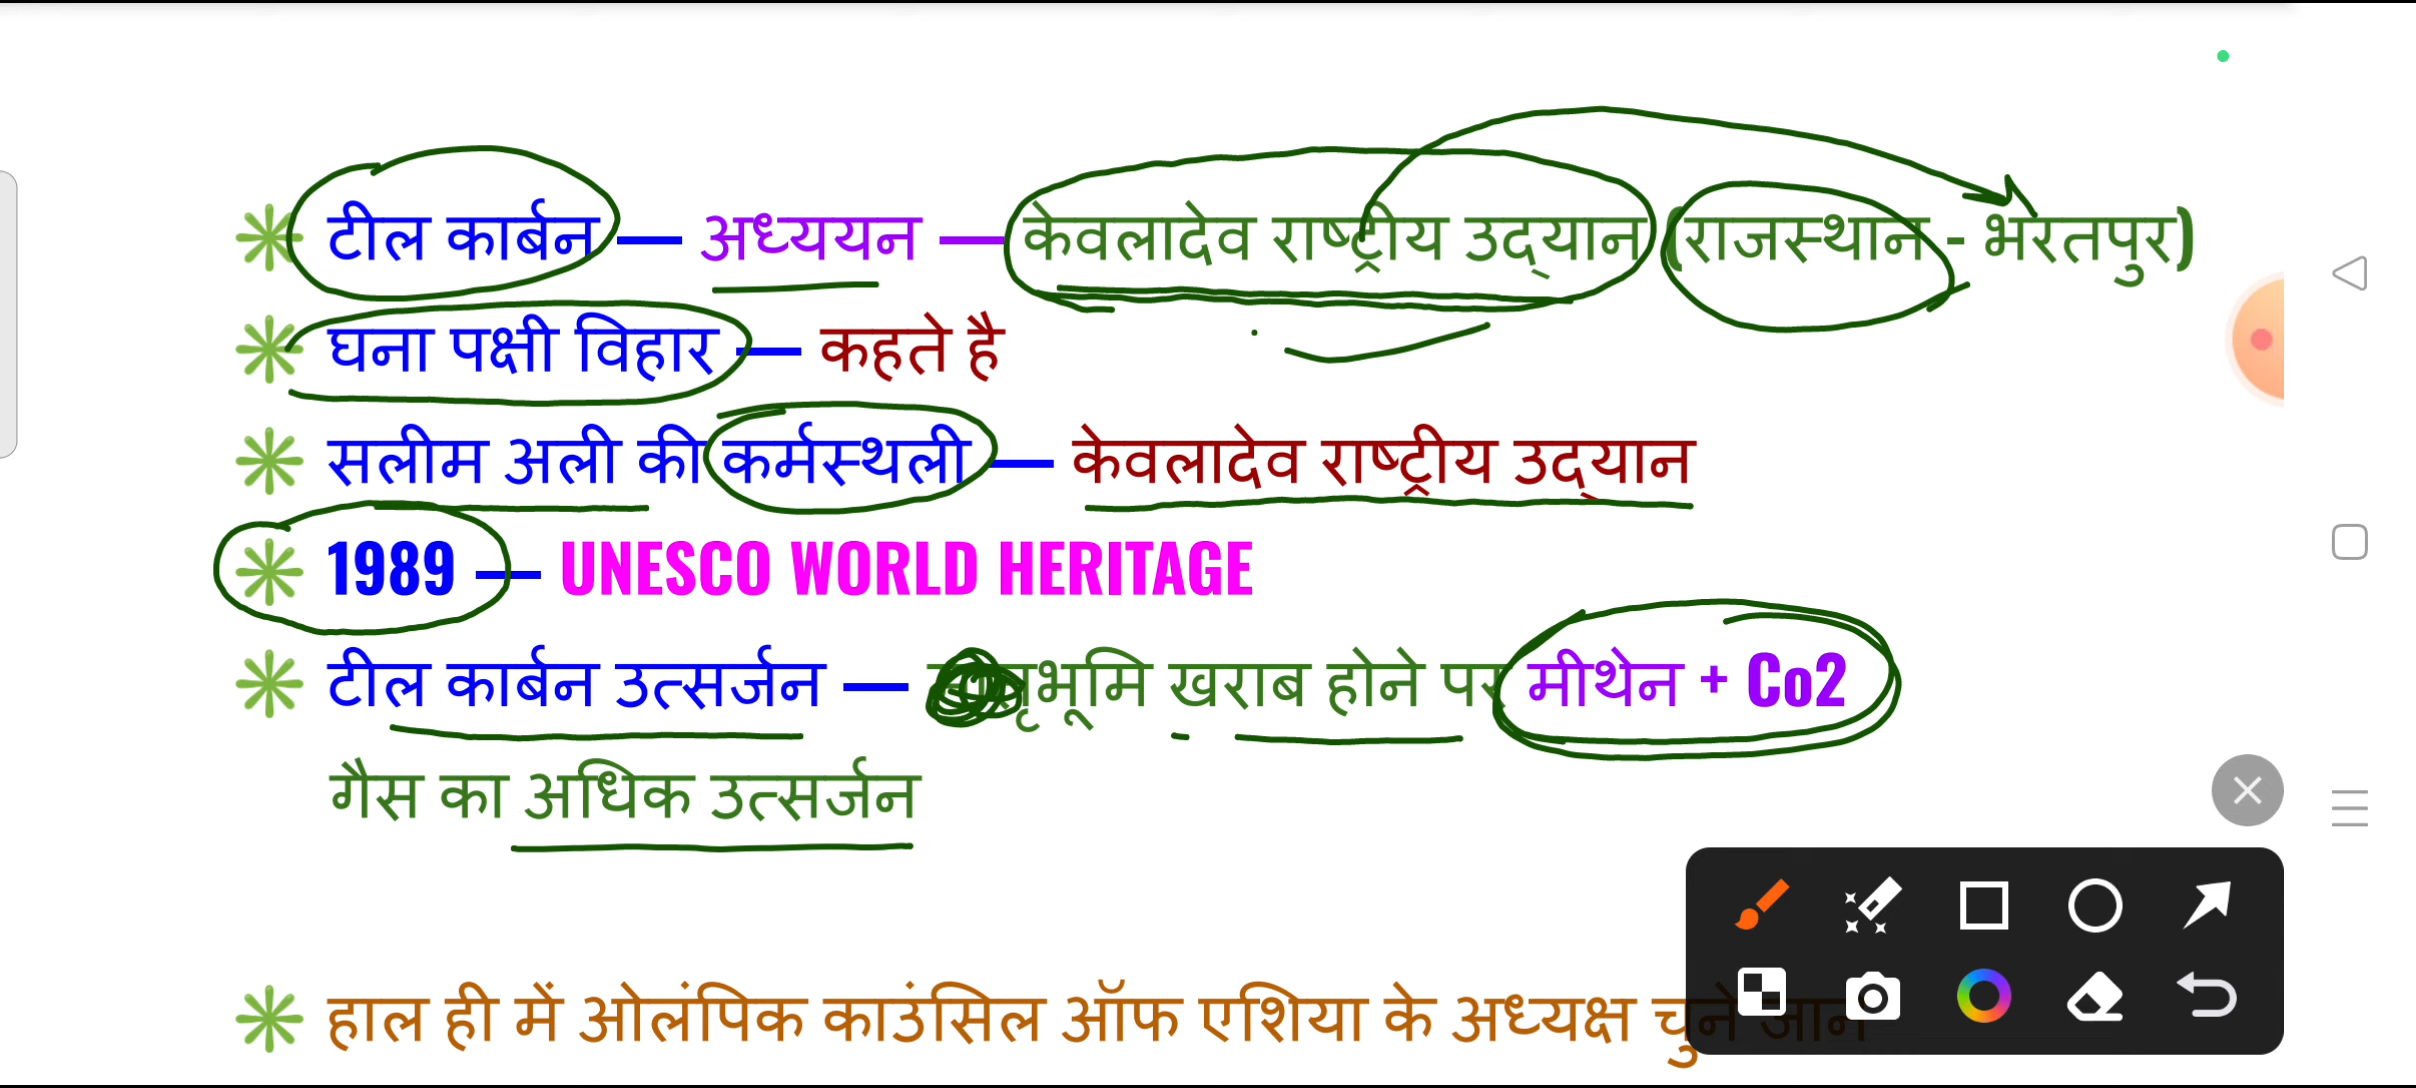 ✳ टील कार्बन — अध्ययन — केवलादेव राष्ट्रीय उद्यान (राजस्थान - भरतपुर)
✳ घना पक्षी विहार — कहते है
✳ सलीम अली की कर्मस्थली — केवलादेव राष्ट्रीय उद्यान
✳ 1989 — UNESCO WORLD HERITAGE
✳ टील कार्बन उत्सर्जन — खराब होने पर मीथेन + Co2
गैस का अधिक उत्सर्जन
✳ हाल ही में ओलंपिक काउंसिल ऑफ एशिया के अध्यक्ष चुने जाने